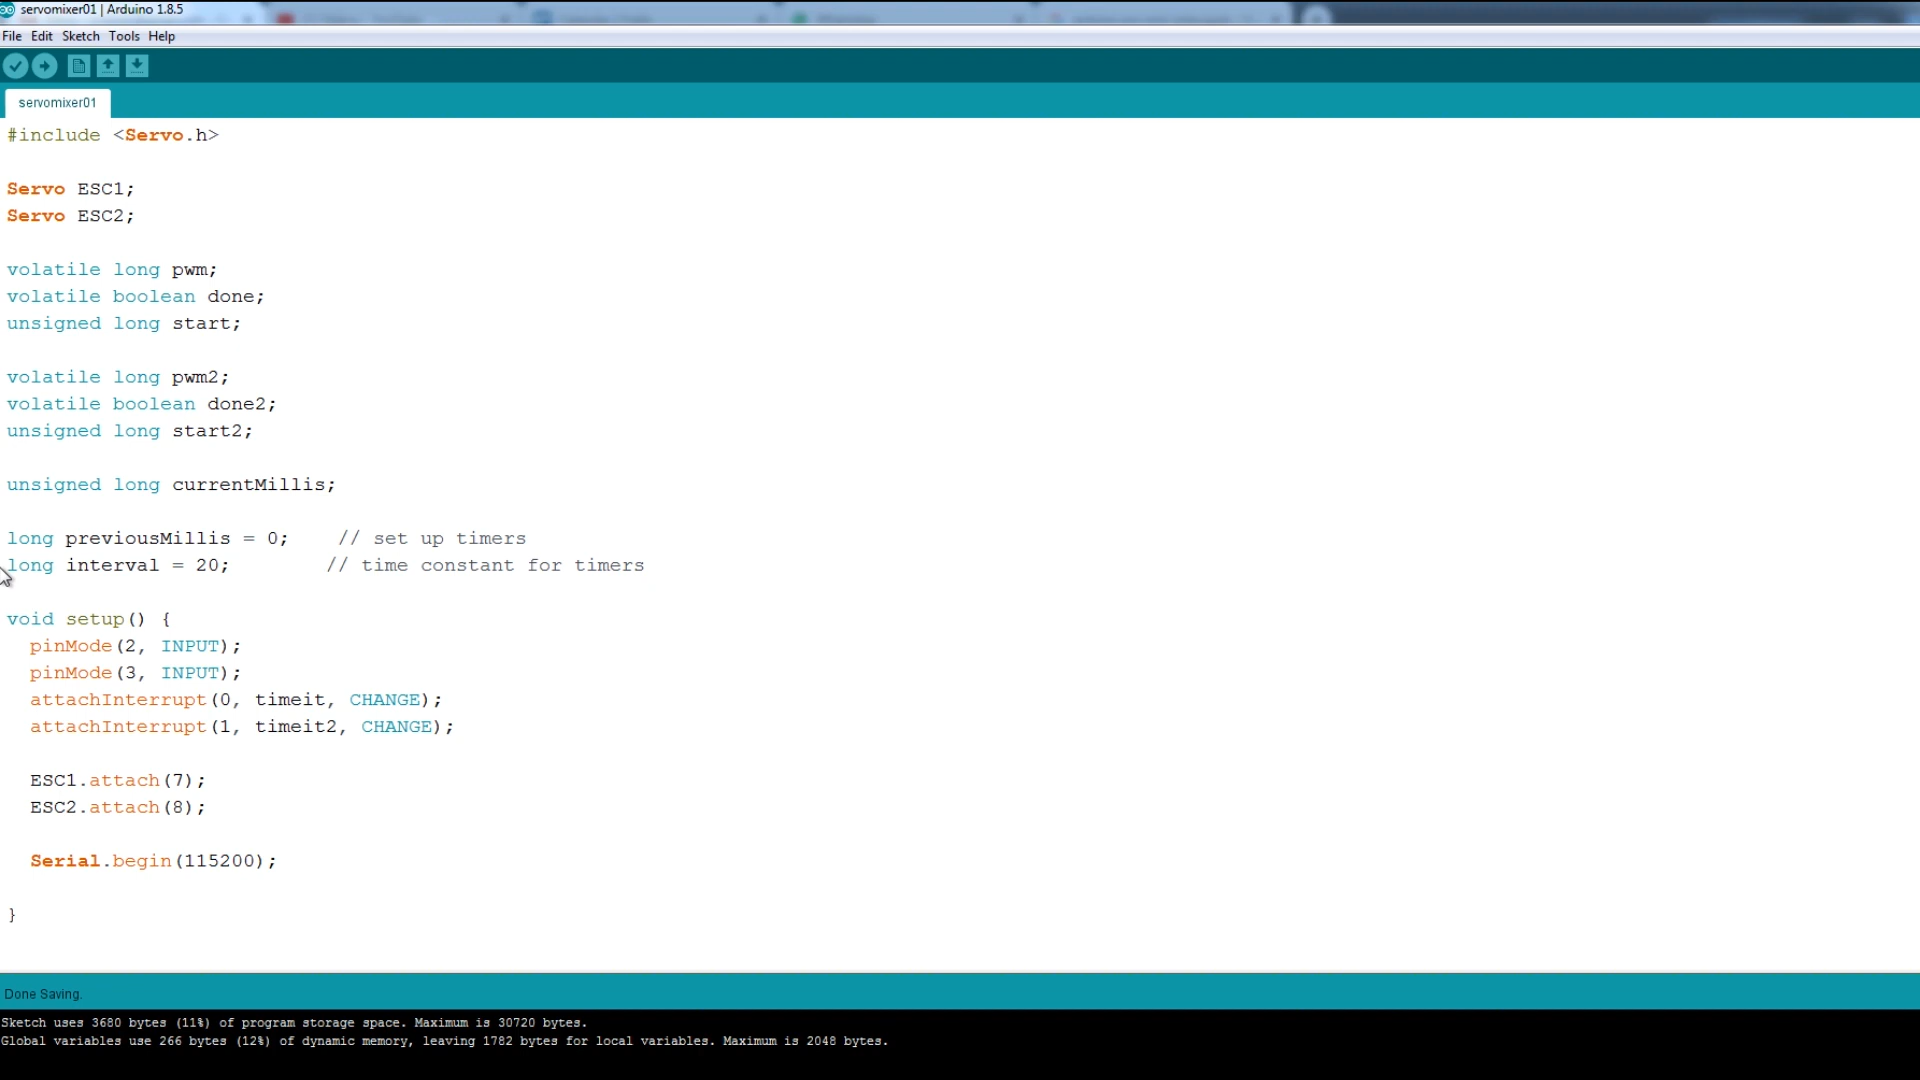 servomixer01 | Arduino 1.8.5
File Edit Sketch Tools Help
servomixer01
#include <Servo.h>
Servo ESC1;
Servo ESC2;
volatile long pwm;
volatile boolean done;
unsigned long start;
volatile long pwm2;
volatile boolean done2;
unsigned long start2;
unsigned long currentMillis;
long previousMillis = 0;    // set up timers
long interval = 20;        // time constant for timers
void setup() {
  pinMode(2, INPUT);
  pinMode(3, INPUT);
  attachInterrupt(0, timeit, CHANGE);
  attachInterrupt(1, timeit2, CHANGE);
  ESC1.attach(7);
  ESC2.attach(8);
  Serial.begin(115200);
}
Done Saving.
Sketch uses 3680 bytes (11%) of program storage space. Maximum is 30720 bytes.
Global variables use 266 bytes (12%) of dynamic memory, leaving 1782 bytes for local variables. Maximum is 2048 bytes.